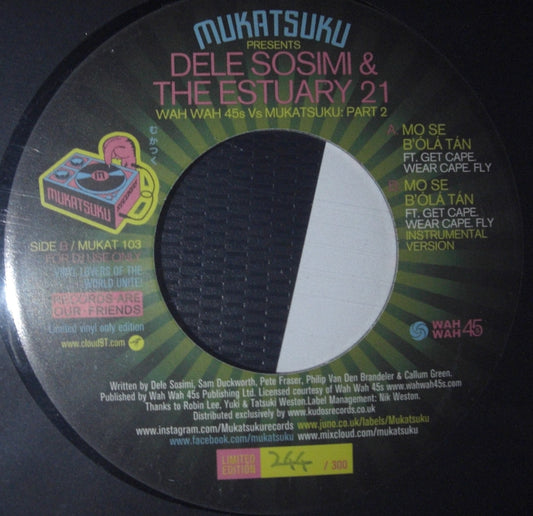 MUKATSUKU
PRESENTS
DELE SOSIMI &
THE ESTUARY 21
WAH WAH 45s Vs MUKATSUKU: PART 2
A: MO SE
B'ÓLÁ TÁN
FT. GET CAPE.
WEAR CAPE. FLY
B: MO SE
B'ÓLÁ TÁN
FT. GET CAPE.
WEAR CAPE. FLY
INSTRUMENTAL
VERSION
むかつく
MUKATSUKU
SIDE B / MUKAT 103
FOR DJ USE ONLY
VINYL LOVERS OF THE
WORLD UNITE!
RECORDS·ARE
OUR·FRIENDS
Limited vinyl only edition
www.cloud9T.com
WAH
WAH 45
Written by Dele Sosimi, Sam Duckworth, Pete Fraser, Philip Van Den Brandeler & Callum Green.
Published by Wah Wah 45s Publishing Ltd. Licensed courtesy of Wah Wah 45s www.wahwah45s.com
Thanks to Robin Lee, Yuki & Tatsuki Weston.Label Management: Nik Weston.
Distributed exclusively by www.kudosrecords.co.uk
www.instagram.com/Mukatsukurecords www.juno.co.uk/labels/Mukatsuku
www.facebook.com/mukatsuku www.mixcloud.com/mukatsuku
LIMITED
EDITION
244 / 300